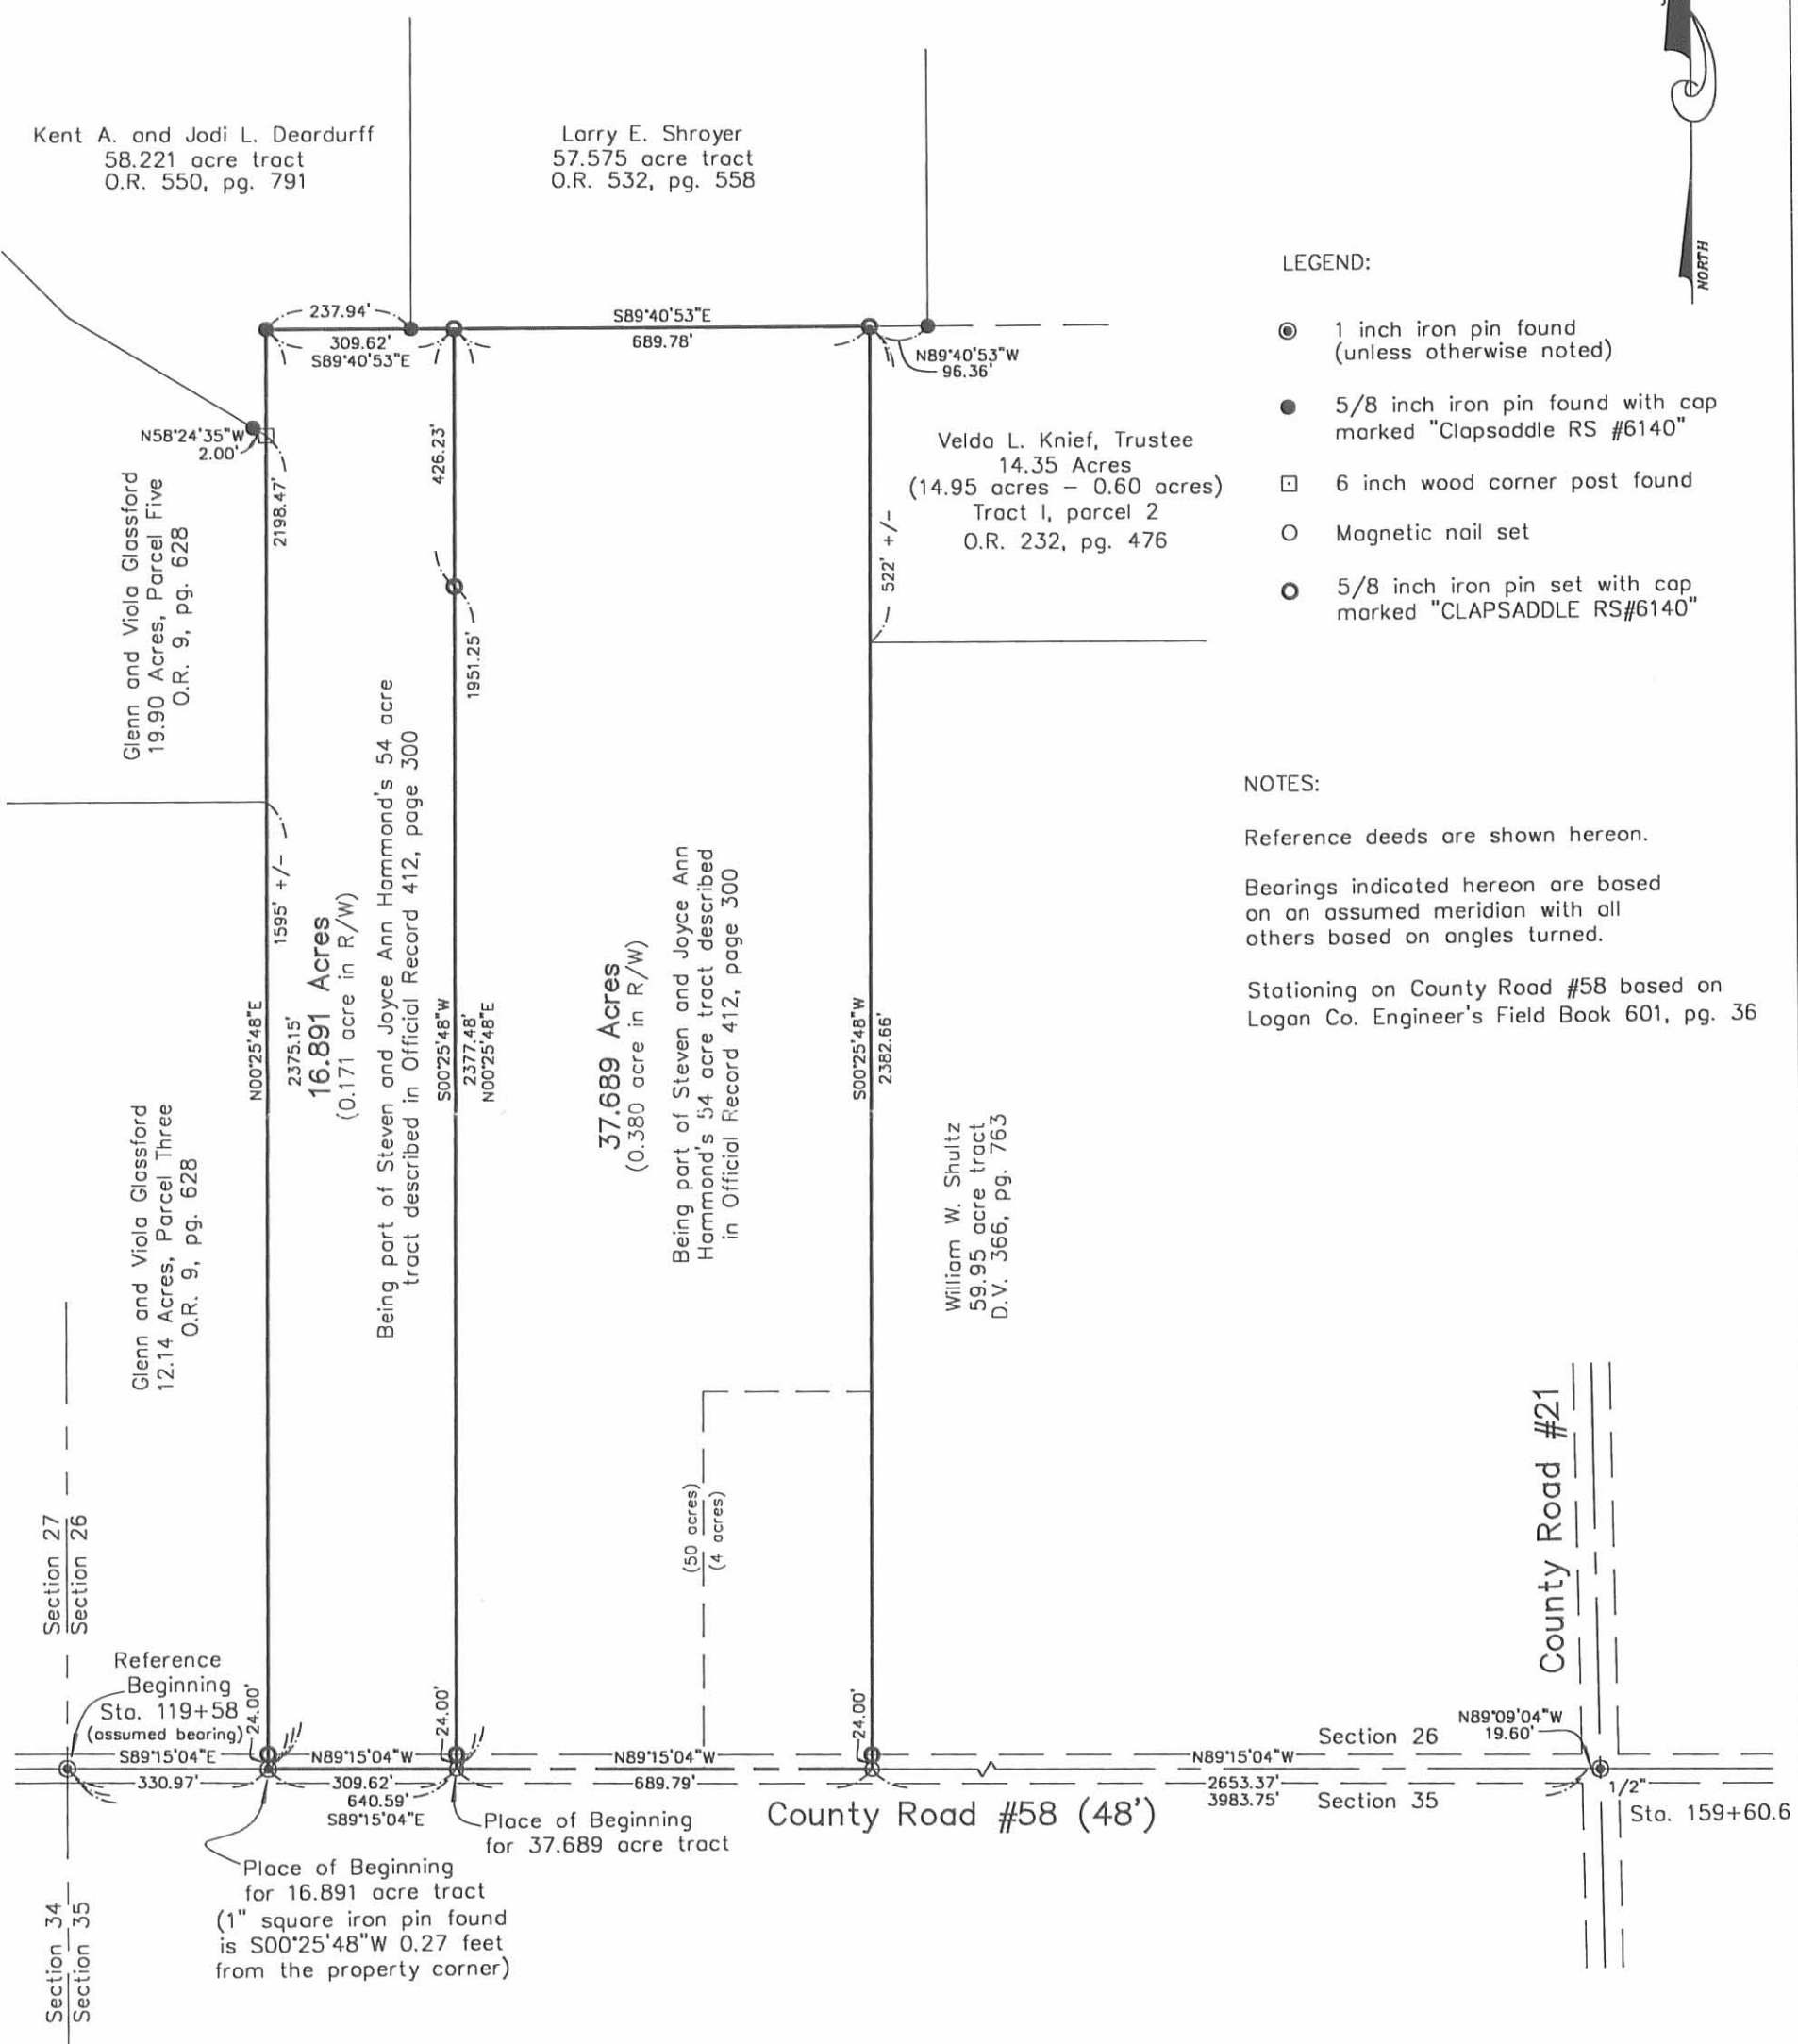 Kent A. and Jodi L. Deardurff
58.221 acre tract
O.R. 550, pg. 791
Larry E. Shroyer
57.575 acre tract
O.R. 532, pg. 558
NORTH
LEGEND:
1 inch iron pin found
(unless otherwise noted)
5/8 inch iron pin found with cap
marked "Clapsaddle RS #6140"
6 inch wood corner post found
Magnetic nail set
5/8 inch iron pin set with cap
marked "CLAPSADDLE RS#6140"
237.94'
309.62'
S89°40'53"E
S89°40'53"E
689.78'
N89°40'53"W
96.36'
N58°24'35"W
2.00'
2198.47'
426.23'
1951.25'
522' +/-
Velda L. Knief, Trustee
14.35 Acres
(14.95 acres - 0.60 acres)
Tract I, parcel 2
O.R. 232, pg. 476
Glenn and Viola Glassford
19.90 Acres, Parcel Five
O.R. 9, pg. 628
1595' +/-
N00°25'48"E
2375.15'
16.891 Acres
(0.171 acre in R/W)
Being part of Steven and Joyce Ann Hammond's 54 acre
tract described in Official Record 412, page 300
S00°25'48"W
2377.48'
N00°25'48"E
37.689 Acres
(0.380 acre in R/W)
Being part of Steven and Joyce Ann
Hammond's 54 acre tract described
in Official Record 412, page 300
S00°25'48"W
2382.66'
NOTES:
Reference deeds are shown hereon.
Bearings indicated hereon are based
on an assumed meridian with all
others based on angles turned.
Stationing on County Road #58 based on
Logan Co. Engineer's Field Book 601, pg. 36
Glenn and Viola Glassford
12.14 Acres, Parcel Three
O.R. 9, pg. 628
William W. Shultz
59.95 acre tract
D.V. 366, pg. 763
(50 acres)
(4 acres)
County Road #21
Section 27
Section 26
Reference
Beginning
Sta. 119+58
(assumed bearing)
24.00'
24.00'
24.00'
S89°15'04"E
330.97'
N89°15'04"W
309.62'
640.59'
S89°15'04"E
N89°15'04"W
689.79'
N89°15'04"W
2653.37'
3983.75'
Section 26
Section 35
N89°09'04"W
19.60'
1/2"
Sta. 159+60.6
County Road #58 (48')
Place of Beginning
for 37.689 acre tract
Place of Beginning
for 16.891 acre tract
(1" square iron pin found
is S00°25'48"W 0.27 feet
from the property corner)
Section 34
Section 35